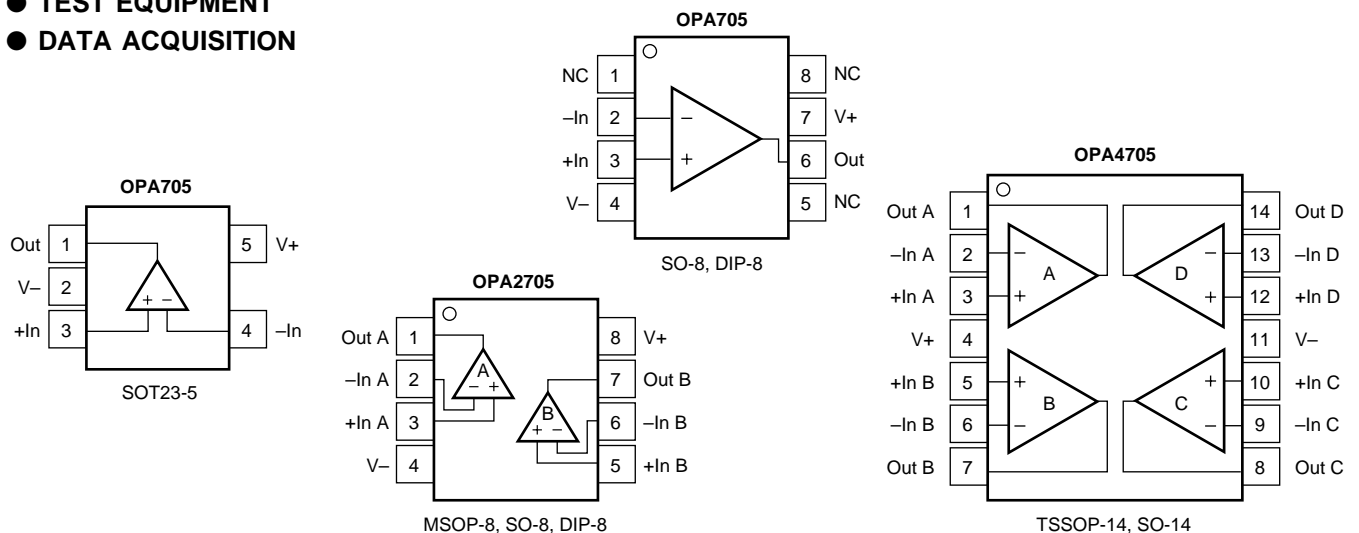 ● TEST EQUIPMENT
● DATA ACQUISITION
OPA705
NC 1 8 NC
–In 2 – 7 V+
+In 3 + 6 Out
V– 4 5 NC
SO-8, DIP-8
OPA705
Out 1 5 V+
V– 2
+In 3 + – 4 –In
SOT23-5
OPA2705
Out A 1 8 V+
–In A 2 A – + 7 Out B
+In A 3 B + – 6 –In B
V– 4 5 +In B
MSOP-8, SO-8, DIP-8
OPA4705
Out A 1 14 Out D
–In A 2 – – 13 –In D
A D
+In A 3 + + 12 +In D
V+ 4 11 V–
+In B 5 + + 10 +In C
B C
–In B 6 – – 9 –In C
Out B 7 8 Out C
TSSOP-14, SO-14